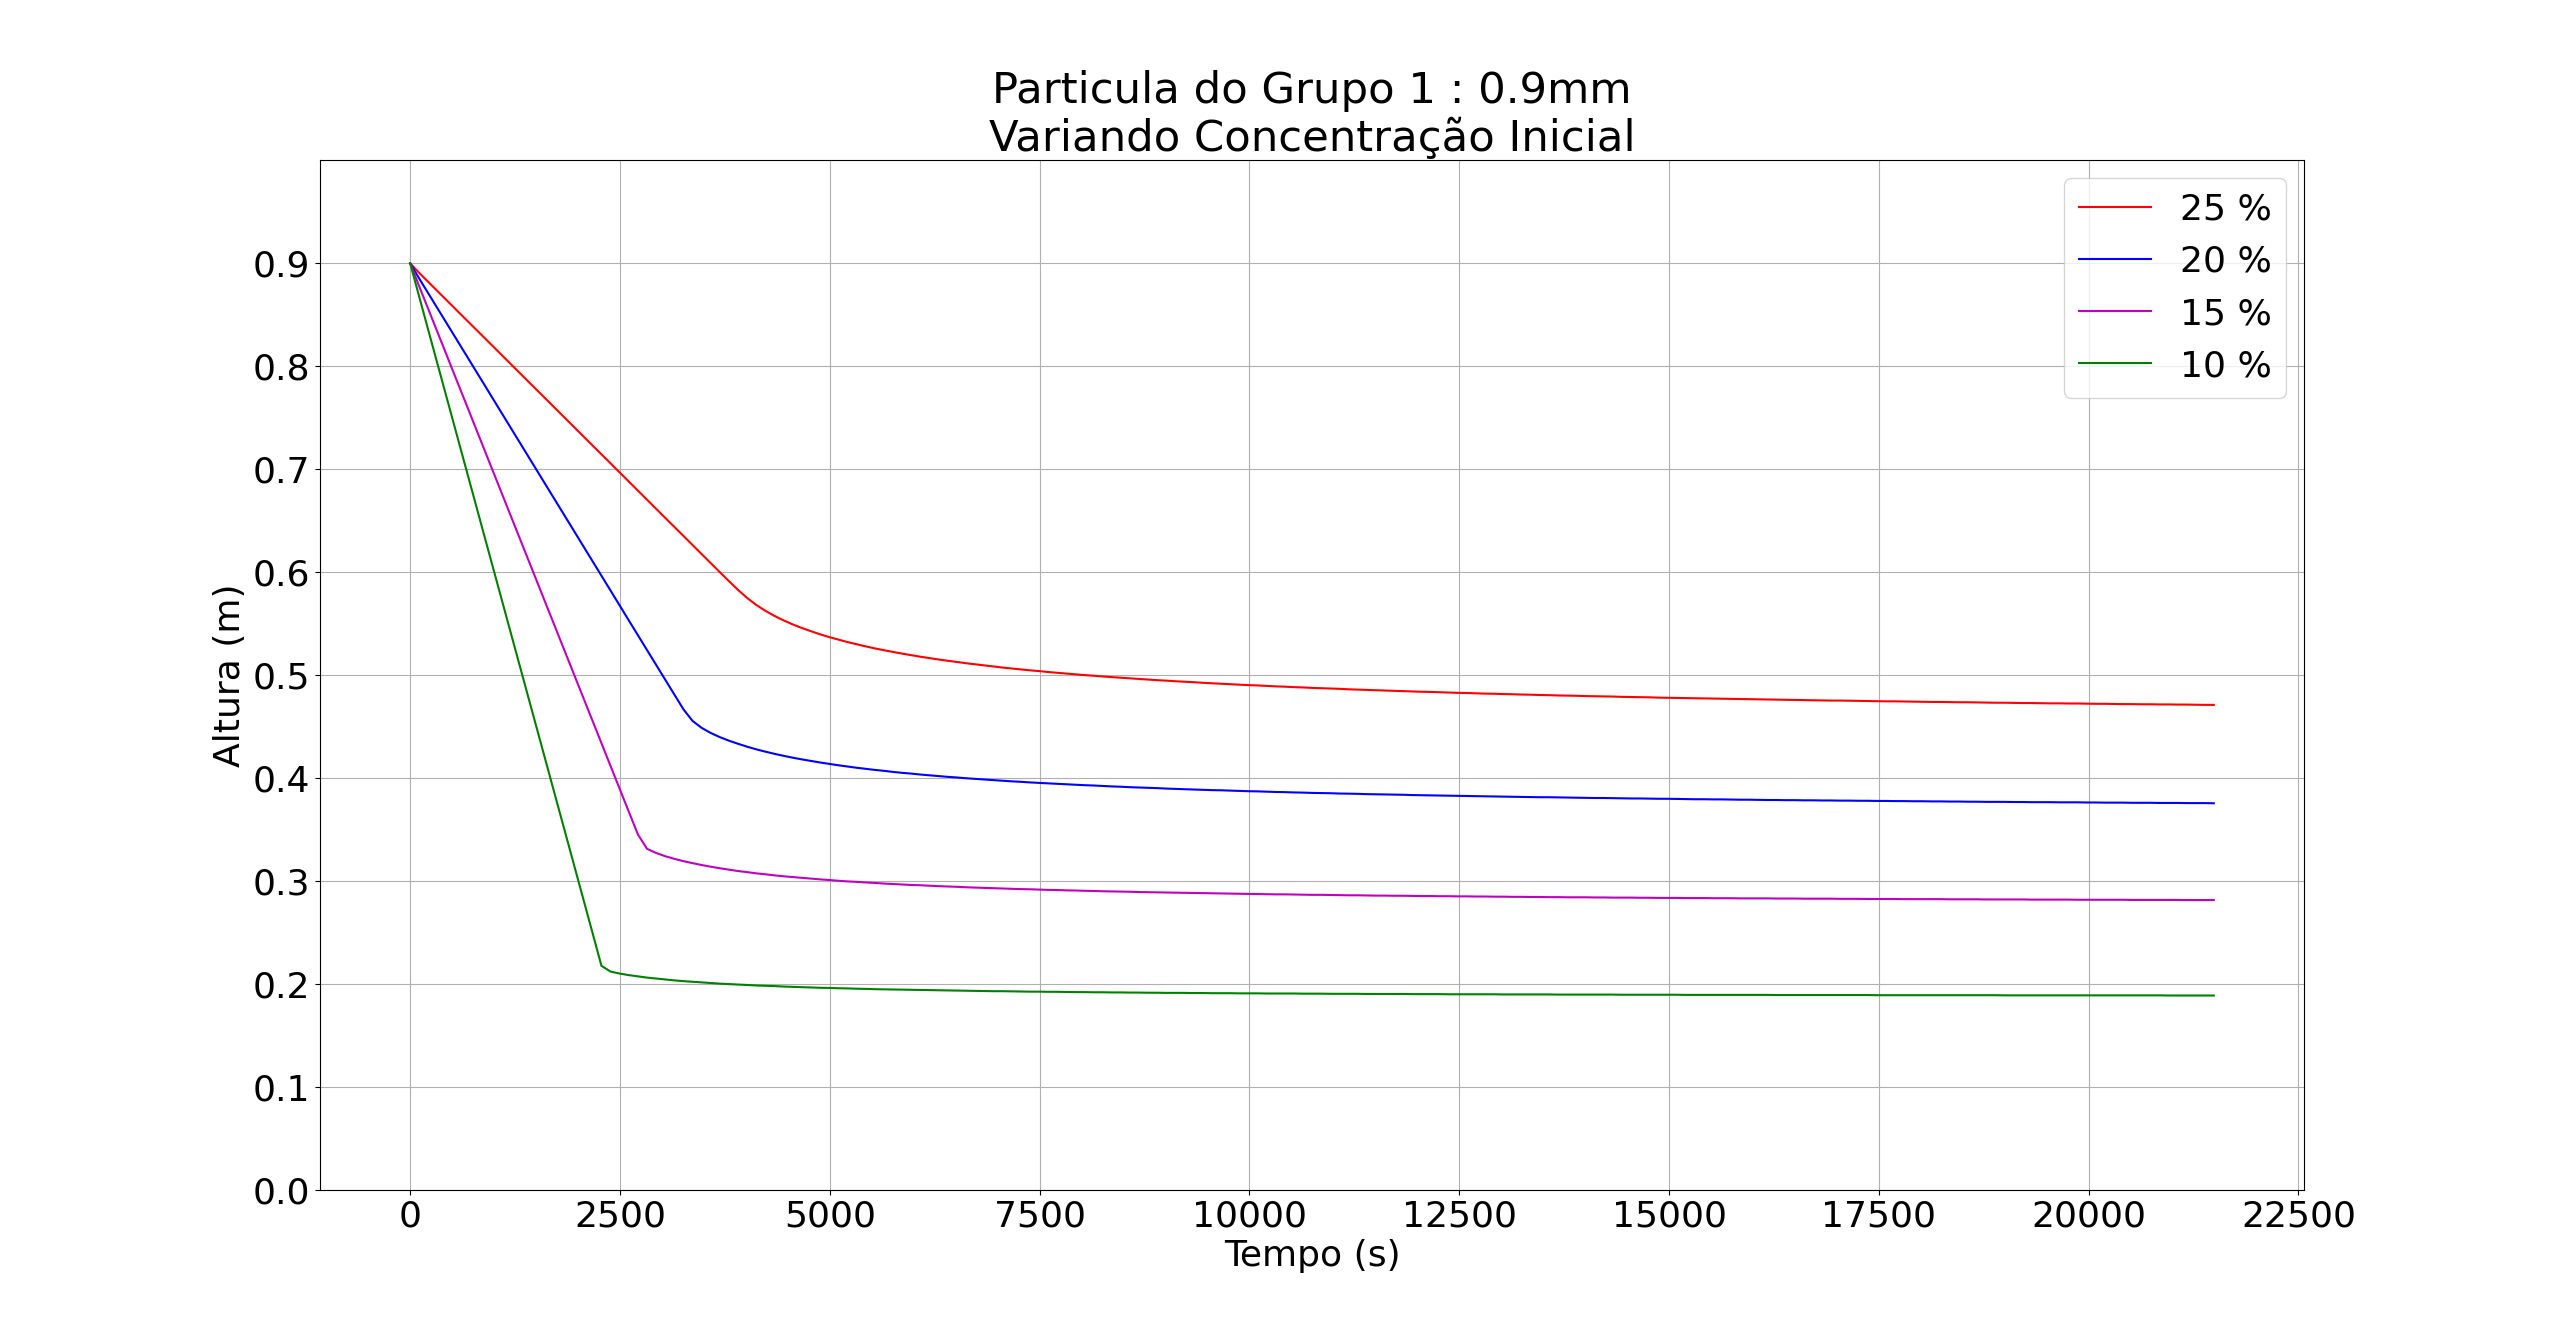 Particula do Grupo 1 : 0.9mm
Variando Concentração Inicial
25 %
20 %
15 %
10 %
Altura (m)
0.9
0.8
0.7
0.6
0.5
0.4
0.3
0.2
0.1
0.0
0 2500 5000 7500 10000 12500 15000 17500 20000 22500
Tempo (s)